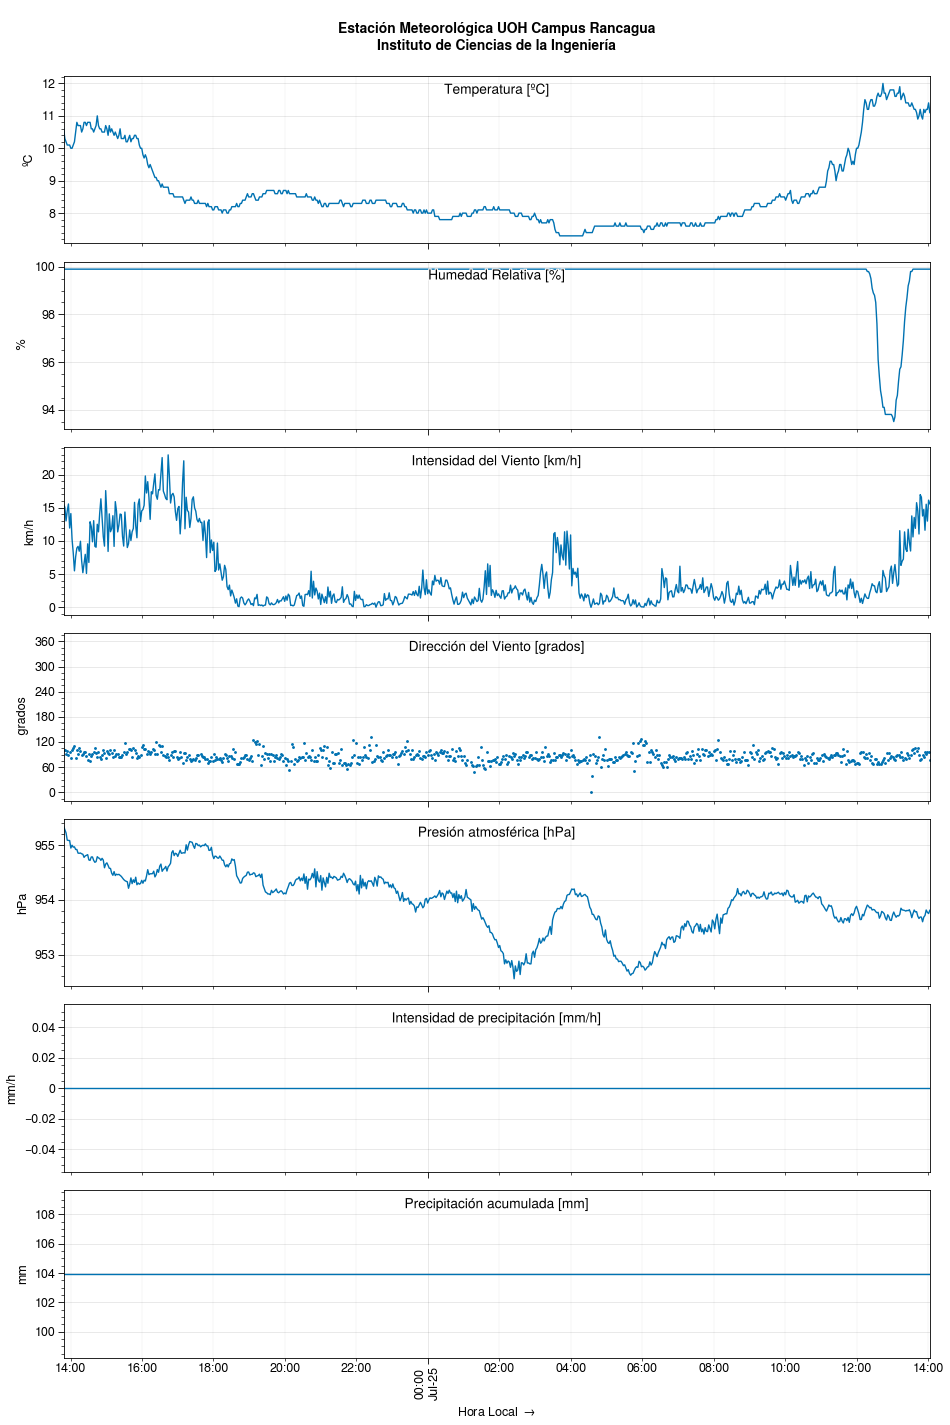 Estación Meteorológica UOH Campus Rancagua
Instituto de Ciencias de la Ingeniería
Temperatura [ºC]
ºC
12
11
10
9
8
Humedad Relativa [%]
%
100
98
96
94
Intensidad del Viento [km/h]
km/h
20
15
10
5
0
Dirección del Viento [grados]
grados
360
300
240
180
120
60
0
Presión atmosférica [hPa]
hPa
955
954
953
Intensidad de precipitación [mm/h]
mm/h
0.04
0.02
0
−0.02
−0.04
Precipitación acumulada [mm]
mm
108
106
104
102
100
14:00 16:00 18:00 20:00 22:00 00:00 02:00 04:00 06:00 08:00 10:00 12:00 14:00
Jul-25
Hora Local →